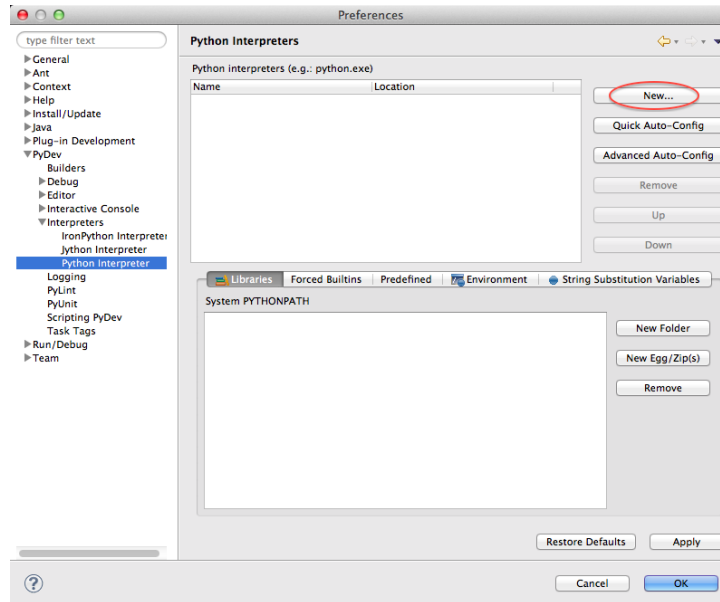 Preferences
type filter text
Python Interpreters
General
Ant
Context
Help
Install/Update
Java
Plug-in Development
PyDev
Builders
Debug
Editor
Interactive Console
Interpreters
IronPython Interpreter
Jython Interpreter
Python Interpreter
Logging
PyLint
PyUnit
Scripting PyDev
Task Tags
Run/Debug
Team
Python interpreters (e.g.: python.exe)
Name Location
New...
Quick Auto-Config
Advanced Auto-Config
Remove
Up
Down
Libraries Forced Builtins Predefined Environment String Substitution Variables
System PYTHONPATH
New Folder
New Egg/Zip(s)
Remove
Restore Defaults Apply
? Cancel OK